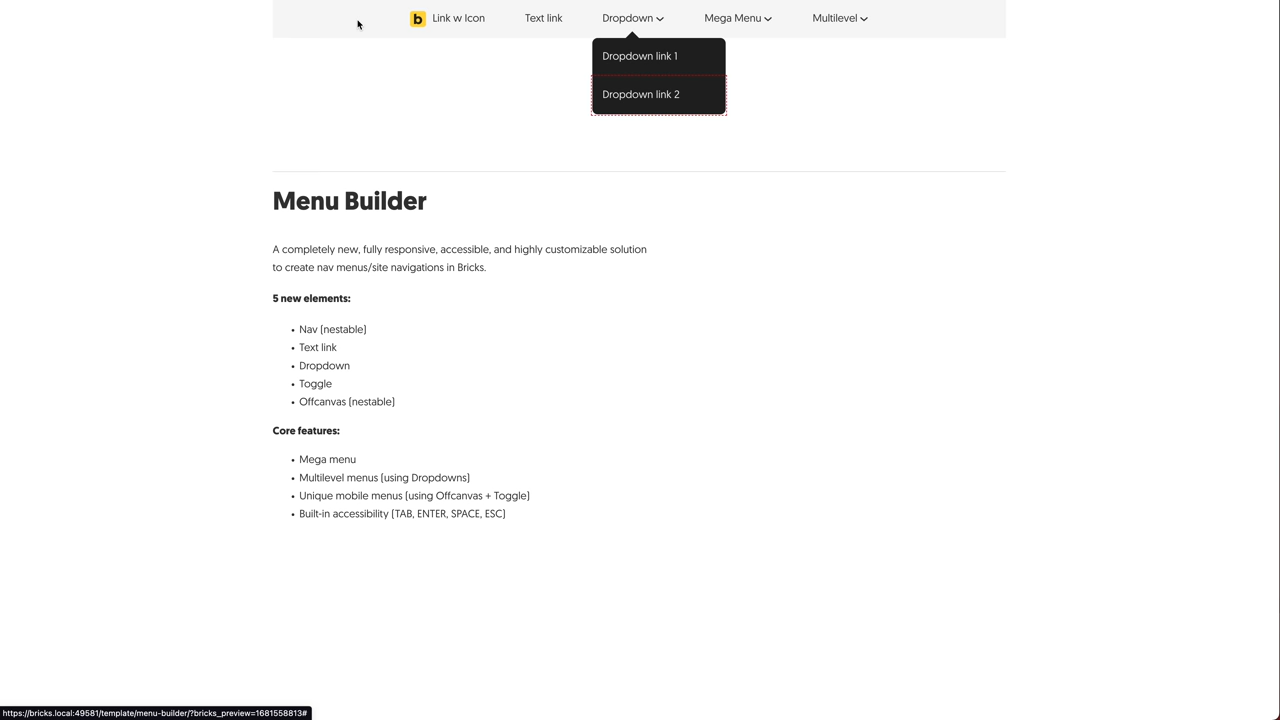 b Link w Icon Text link Dropdown Mega Menu Multilevel
Dropdown link 1
Dropdown link 2
Menu Builder
A completely new, fully responsive, accessible, and highly customizable solution
to create nav menus/site navigations in Bricks.
5 new elements:
• Nav (nestable)
• Text link
• Dropdown
• Toggle
• Offcanvas (nestable)
Core features:
• Mega menu
• Multilevel menus (using Dropdowns)
• Unique mobile menus (using Offcanvas + Toggle)
• Built-in accessibility (TAB, ENTER, SPACE, ESC)
https://bricks.local:49581/template/menu-builder/?bricks_preview=1681558813#